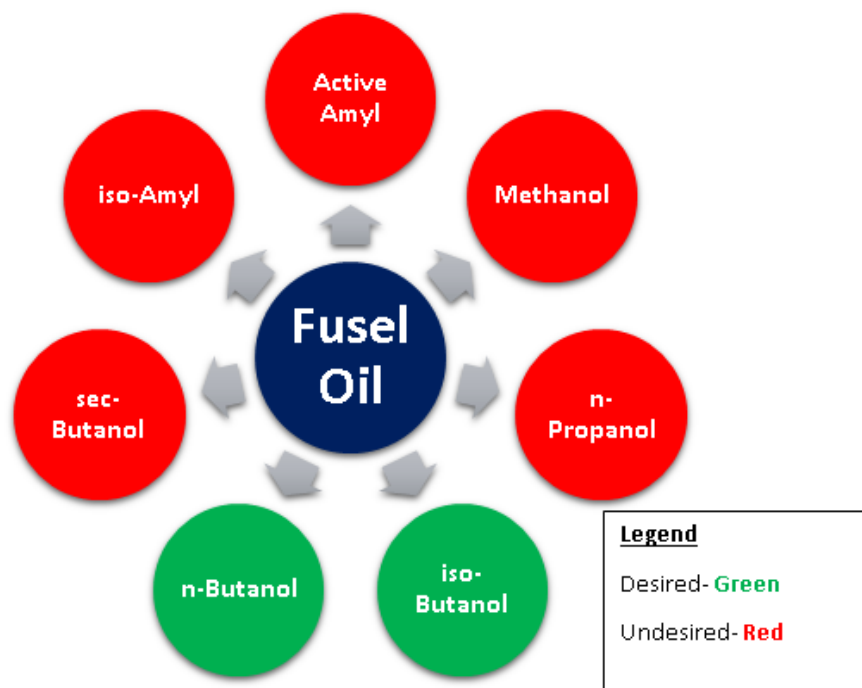 Active
Amyl
iso-Amyl
Methanol
Fusel
Oil
sec-
Butanol
n-
Propanol
n-Butanol
iso-
Butanol
Legend
Desired- Green
Undesired- Red